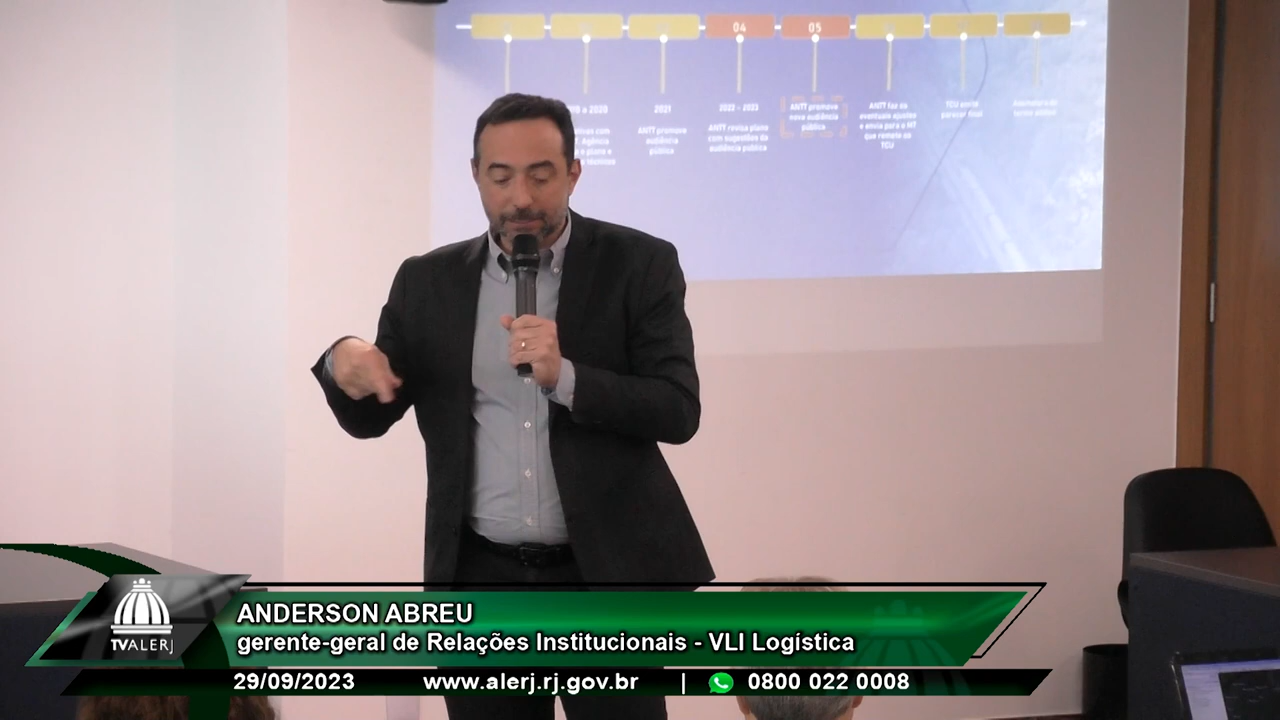 04
05
2021
ANTT promove
audiência
pública
2022 - 2023
ANTT revisa plano
com sugestões da
audiência pública
ANTT promove
nova audiência
pública
ANTT faz os
eventuais ajustes
e envia para o MT
que remete ao
TCU
TCU envia
parecer final
ANDERSON ABREU
gerente-geral de Relações Institucionais - VLI Logística
TVALERJ
29/09/2023 www.alerj.rj.gov.br | 0800 022 0008